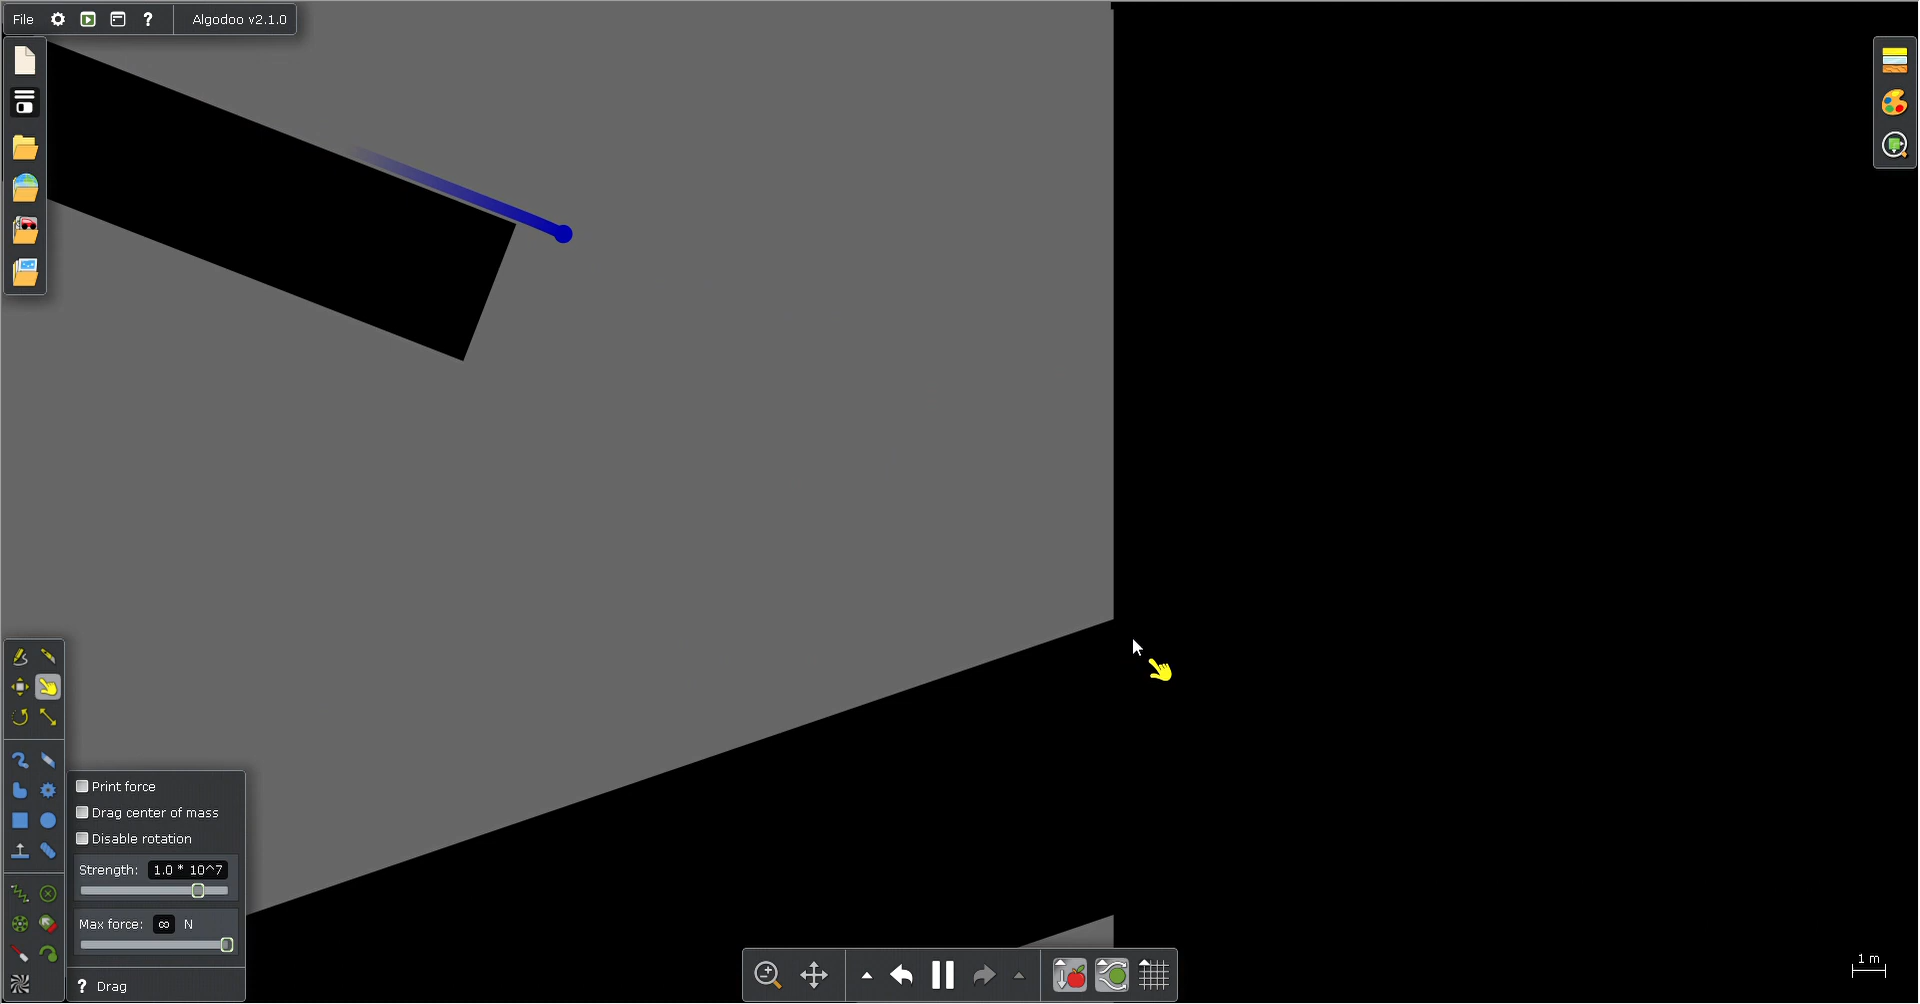 File ? Algodoo v2.1.0
Print force
Drag center of mass
Disable rotation
Strength: 1.0 * 10^7
Max force: ∞ N
? Drag
1 m